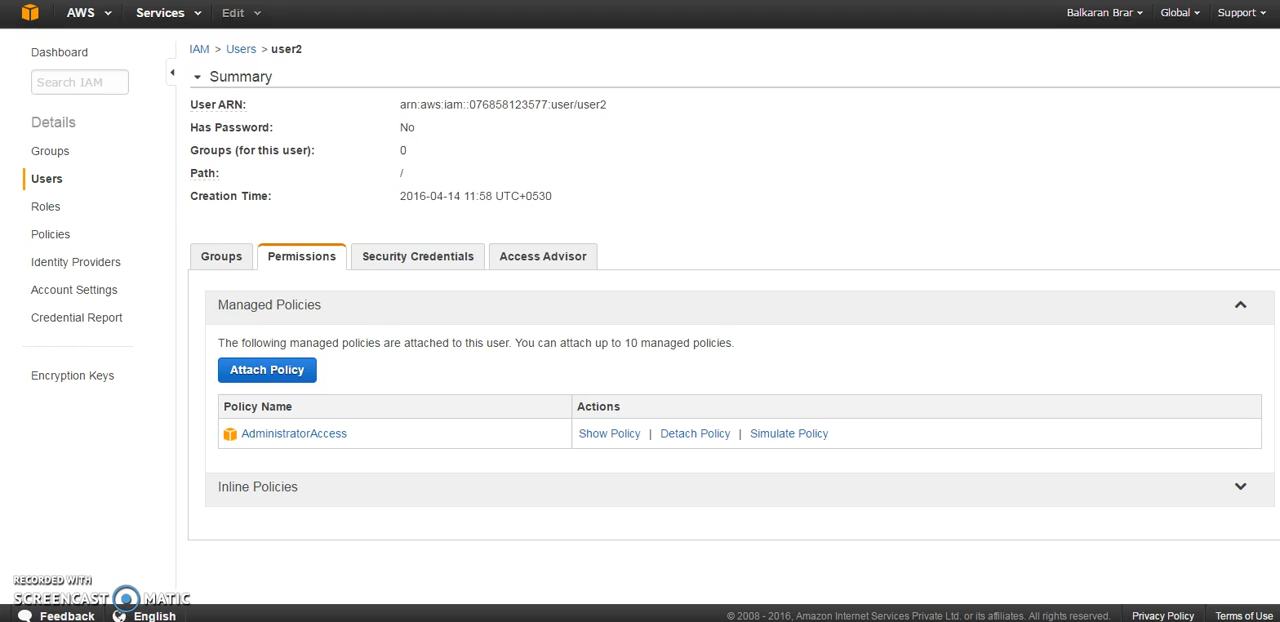 AWS Services Edit Balkaran Brar Global Support
Dashboard
Search IAM
Details
Groups
Users
Roles
Policies
Identity Providers
Account Settings
Credential Report
Encryption Keys
IAM > Users > user2
Summary
User ARN: arn:aws:iam::076858123577:user/user2
Has Password: No
Groups (for this user): 0
Path: /
Creation Time: 2016-04-14 11:58 UTC+0530
Groups Permissions Security Credentials Access Advisor
Managed Policies
The following managed policies are attached to this user. You can attach up to 10 managed policies.
Attach Policy
Policy Name Actions
AdministratorAccess Show Policy | Detach Policy | Simulate Policy
Inline Policies
RECORDED WITH
SCREENCAST MATIC
Feedback English © 2008 - 2016, Amazon Internet Services Private Ltd. or its affiliates. All rights reserved. Privacy Policy Terms of Use